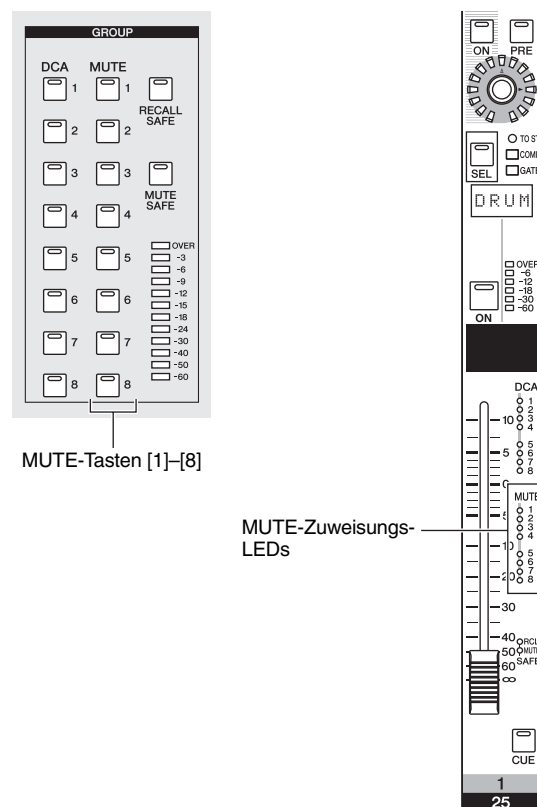 GROUP
DCA MUTE
1 1
RECALL
SAFE
2 2
3 3
MUTE
SAFE
4 4
5 5
6 6
7 7
8 8
OVER
-3
-6
-9
-12
-15
-18
-24
-30
-40
-50
-60
MUTE-Tasten [1]–[8]
MUTE-Zuweisungs-
LEDs
ON PRE
SEL
DRUM
OVER
-6
-12
-18
-30
-60
ON
DCA
1
2
3
4
5
6
7
8
MUTE
1
2
3
4
5
6
7
8
10
5
0
5
10
20
30
40
50
60
∞
SAFE
CUE
1
25